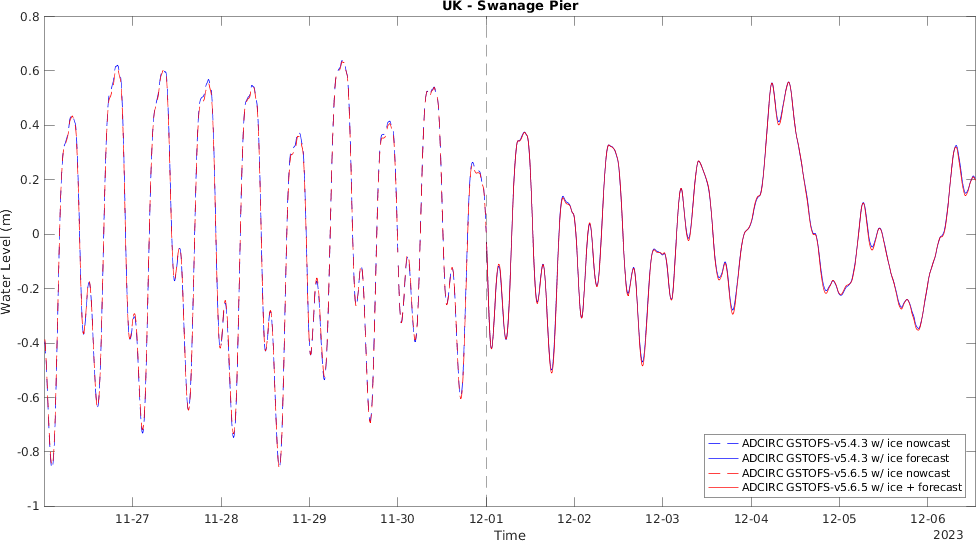 UK - Swanage Pier
0.8
0.6
0.4
0.2
0
-0.2
-0.4
-0.6
-0.8
-1
Water Level (m)
11-27 11-28 11-29 11-30 12-01 12-02 12-03 12-04 12-05 12-06
Time
2023
ADCIRC GSTOFS-v5.4.3 w/ ice nowcast
ADCIRC GSTOFS-v5.4.3 w/ ice forecast
ADCIRC GSTOFS-v5.6.5 w/ ice nowcast
ADCIRC GSTOFS-v5.6.5 w/ ice + forecast